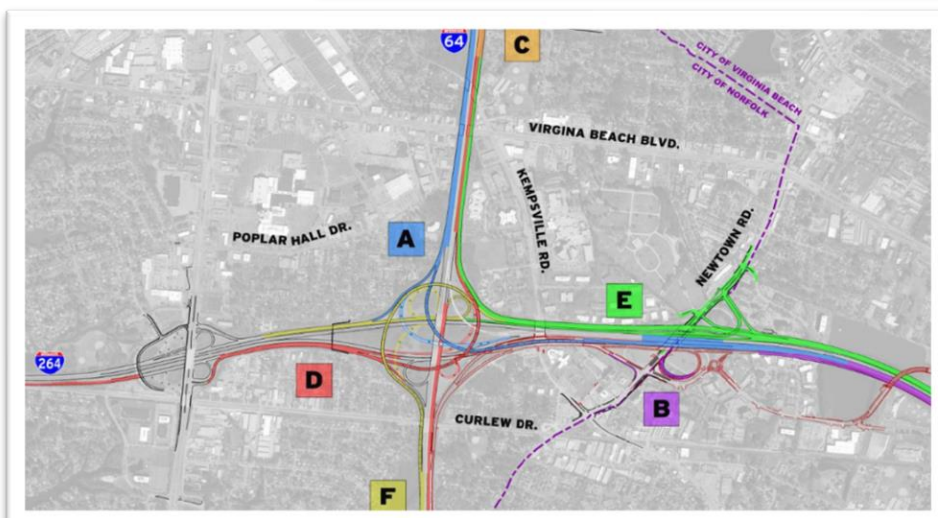 64
C
CITY OF VIRGINIA BEACH
CITY OF NORFOLK
VIRGINA BEACH BLVD.
KEMPSVILLE RD.
POPLAR HALL DR.
A
NEWTOWN RD.
E
264
D
B
CURLEW DR.
F